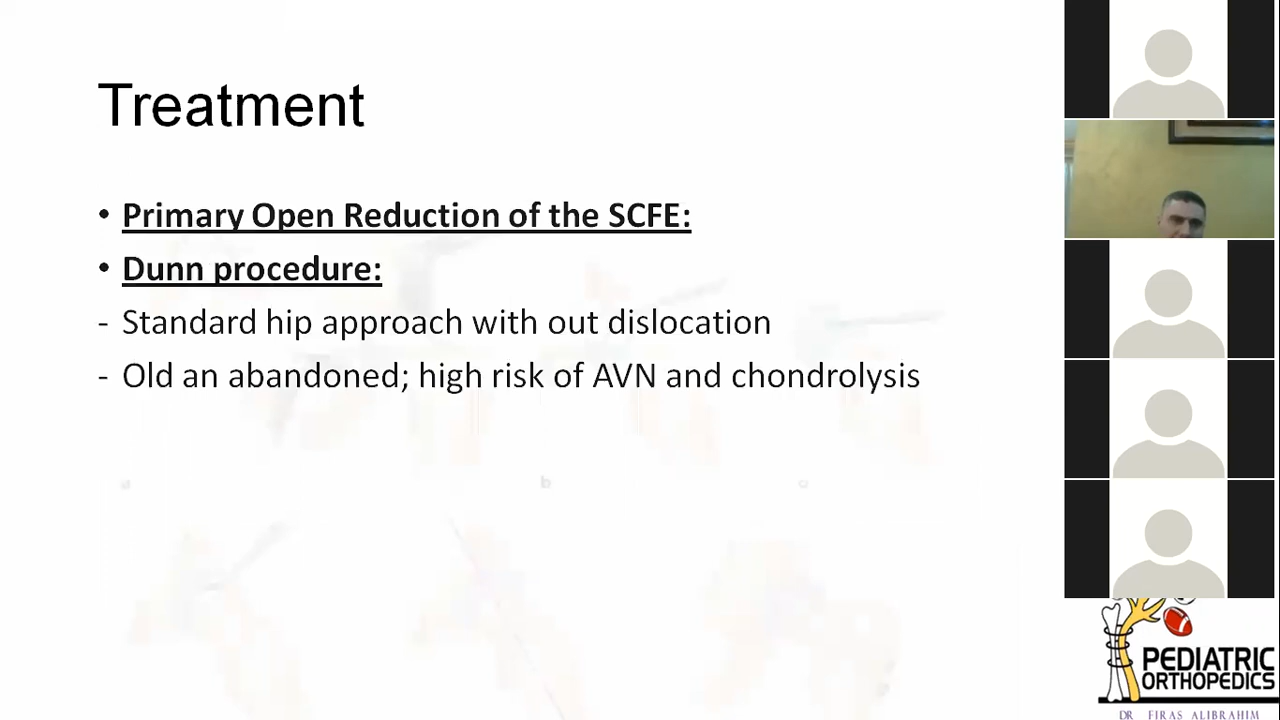 Treatment
• Primary Open Reduction of the SCFE:
• Dunn procedure:
- Standard hip approach with out dislocation
- Old an abandoned; high risk of AVN and chondrolysis
a b c
PEDIATRIC
ORTHOPEDICS
DR FIRAS ALIBRAHIM